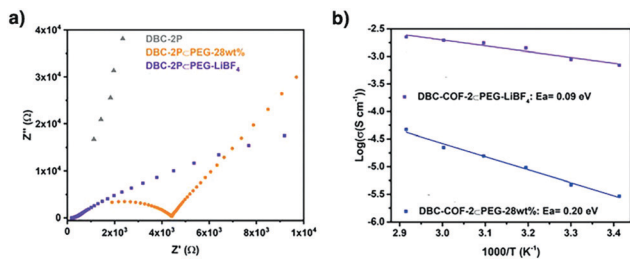 a)
DBC-2P
DBC-2P⊂PEG-28wt%
DBC-2P⊂PEG-LiBF₄
4x10⁴
3x10⁴
2x10⁴
1x10⁴
0
Z'' (Ω)
0 2x10³ 4x10³ 6x10³ 8x10³ 1x10⁴
Z' (Ω)
b)
-2.5
-3.0
-3.5
-4.0
-4.5
-5.0
-5.5
-6.0
Log(σ(S cm⁻¹)
DBC-COF-2⊂PEG-LiBF₄: Ea= 0.09 eV
DBC-COF-2⊂PEG-28wt%: Ea= 0.20 eV
2.9 3.0 3.1 3.2 3.3 3.4
1000/T (K⁻¹)